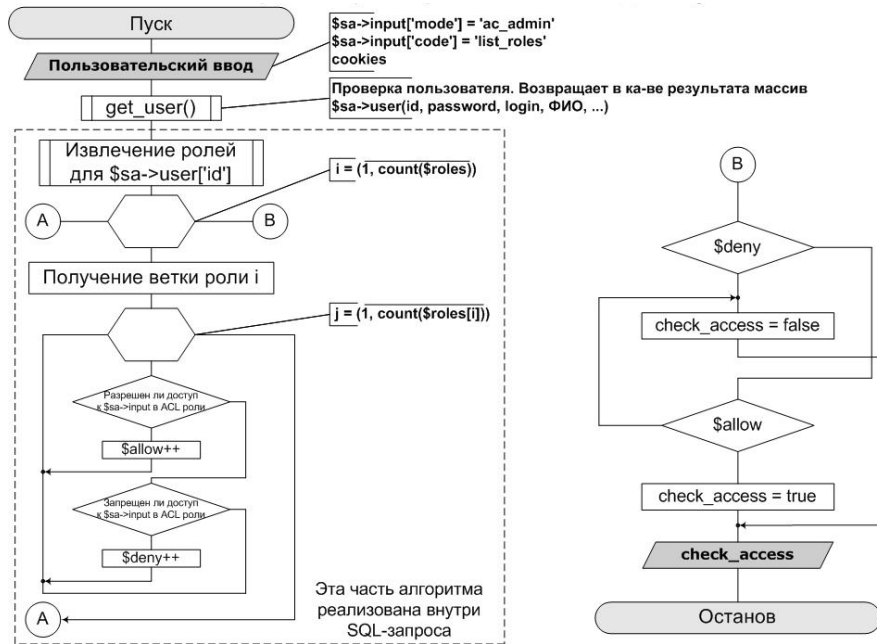 Пуск
Пользовательский ввод
$sa->input['mode'] = 'ac_admin'
$sa->input['code'] = 'list_roles'
cookies
get_user()
Проверка пользователя. Возвращает в ка-ве результата массив
$sa->user(id, password, login, ФИО, ...)
Извлечение ролей
для $sa->user['id']
i = (1, count($roles))
A
B
Получение ветки роли i
j = (1, count($roles[i]))
Разрешен ли доступ
к $sa->input в ACL роли
$allow++
Запрещен ли доступ
к $sa->input в ACL роли
$deny++
A
Эта часть алгоритма
реализована внутри
SQL-запроса
B
$deny
check_access = false
$allow
check_access = true
check_access
Останов